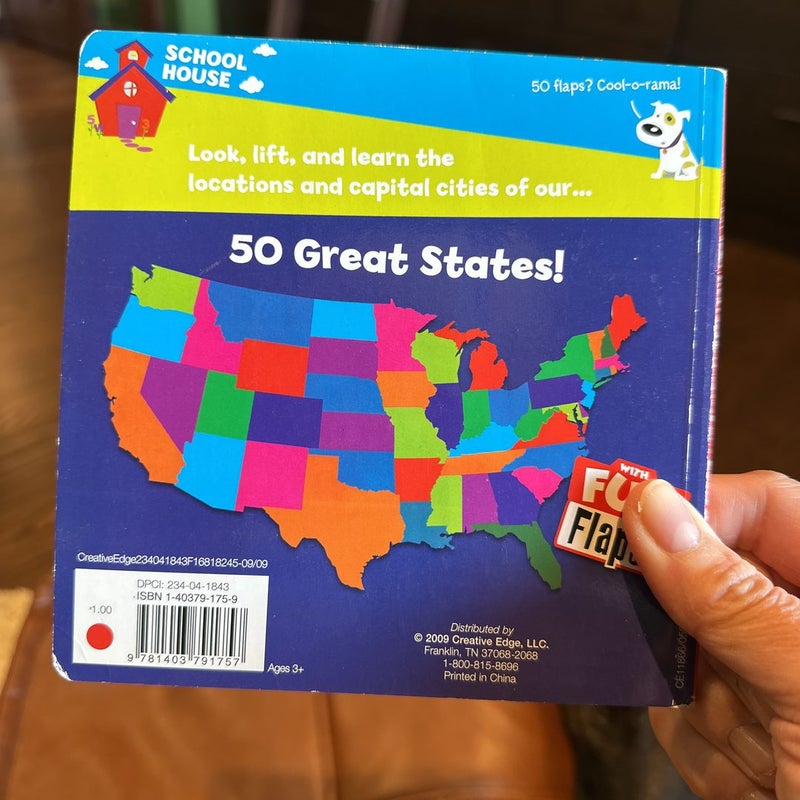 SCHOOL
HOUSE
50 flaps? Cool-o-rama!
Look, lift, and learn the
locations and capital cities of our...
50 Great States!
WITH
Flap
CreativeEdge234041843F16818245-09/09
DPCI: 234-04-1843
ISBN 1-40379-175-9
$1.00
9 781403 791757
Ages 3+
Distributed by
© 2009 Creative Edge, LLC.
Franklin, TN 37068-2068
1-800-815-8696
Printed in China